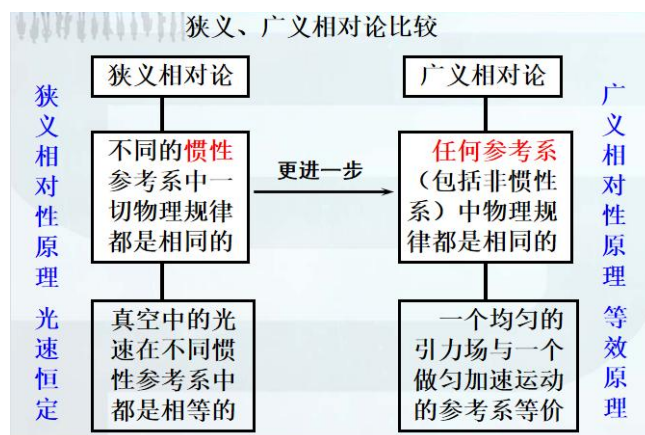 狭义、广义相对论比较
狭义相对论
广义相对论
狭义相对性原理
不同的惯性
参考系中一
切物理规律
都是相同的
更进一步
任何参考系
（包括非惯性
系）中物理规
律都是相同的
广义相对性原理
光速恒定
真空中的光
速在不同惯
性参考系中
都是相等的
一个均匀的
引力场与一个
做匀加速运动
的参考系等价
等效原理